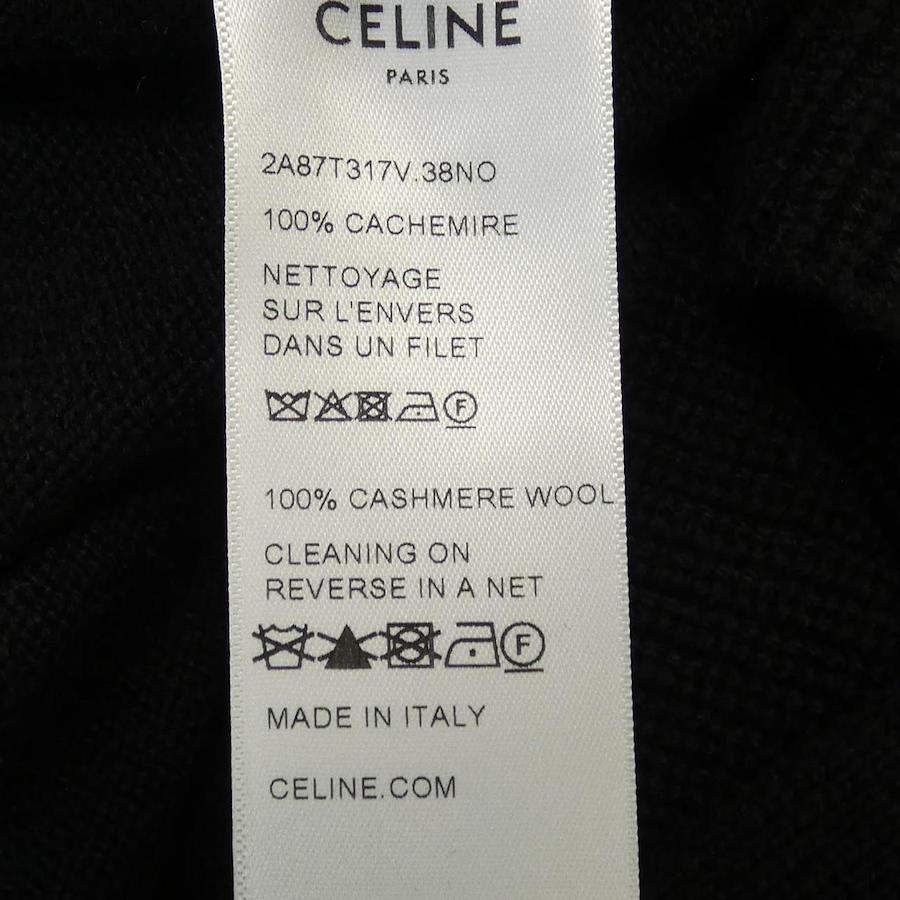 CELINE
PARIS
2A87T317V.38NO
100% CACHEMIRE
NETTOYAGE
SUR L'ENVERS
DANS UN FILET
F
100% CASHMERE WOOL
CLEANING ON
REVERSE IN A NET
F
MADE IN ITALY
CELINE.COM